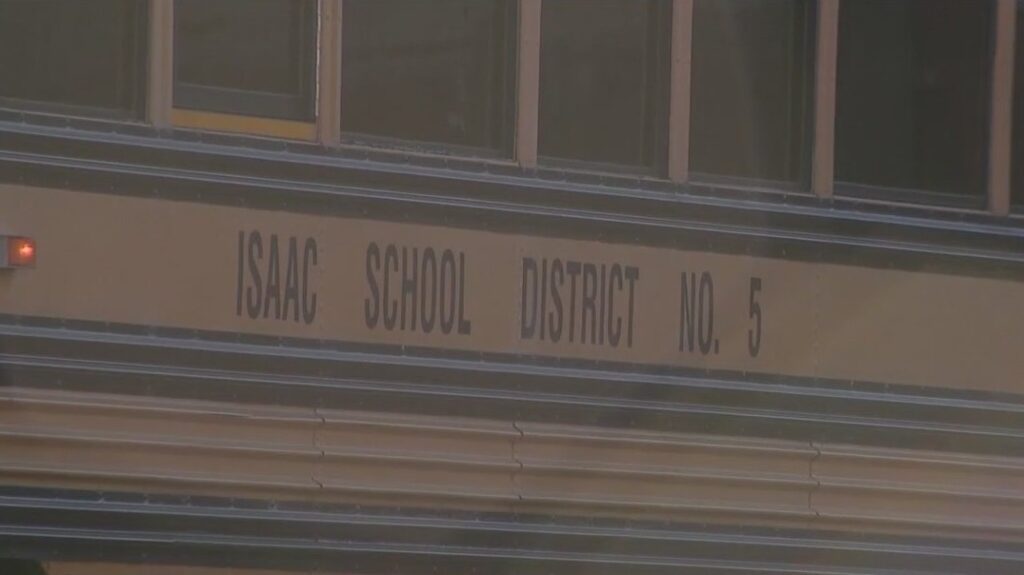 ISAAC SCHOOL DISTRICT NO. 5